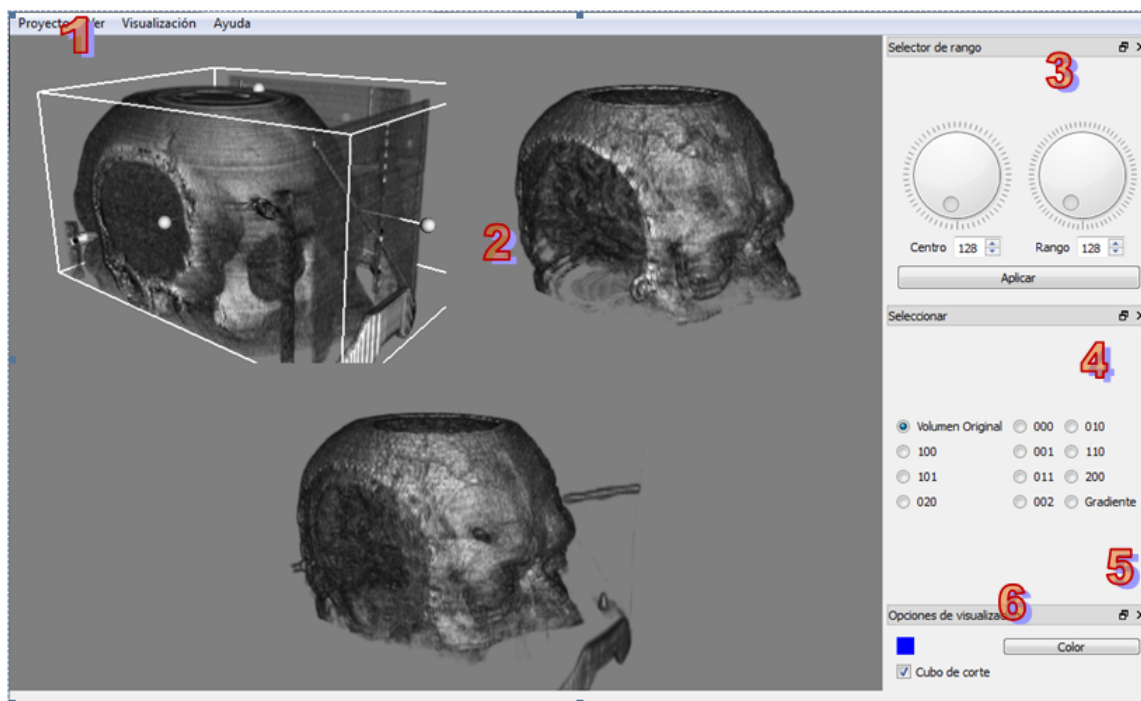 Proyecto Ver Visualización Ayuda
1
Selector de rango
3
2
Centro 128 Rango 128
Aplicar
Seleccionar
4
Volumen Original 000 010
100 001 110
101 011 200
020 002 Gradiente
5
6
Opciones de
Color
Cubo de corte